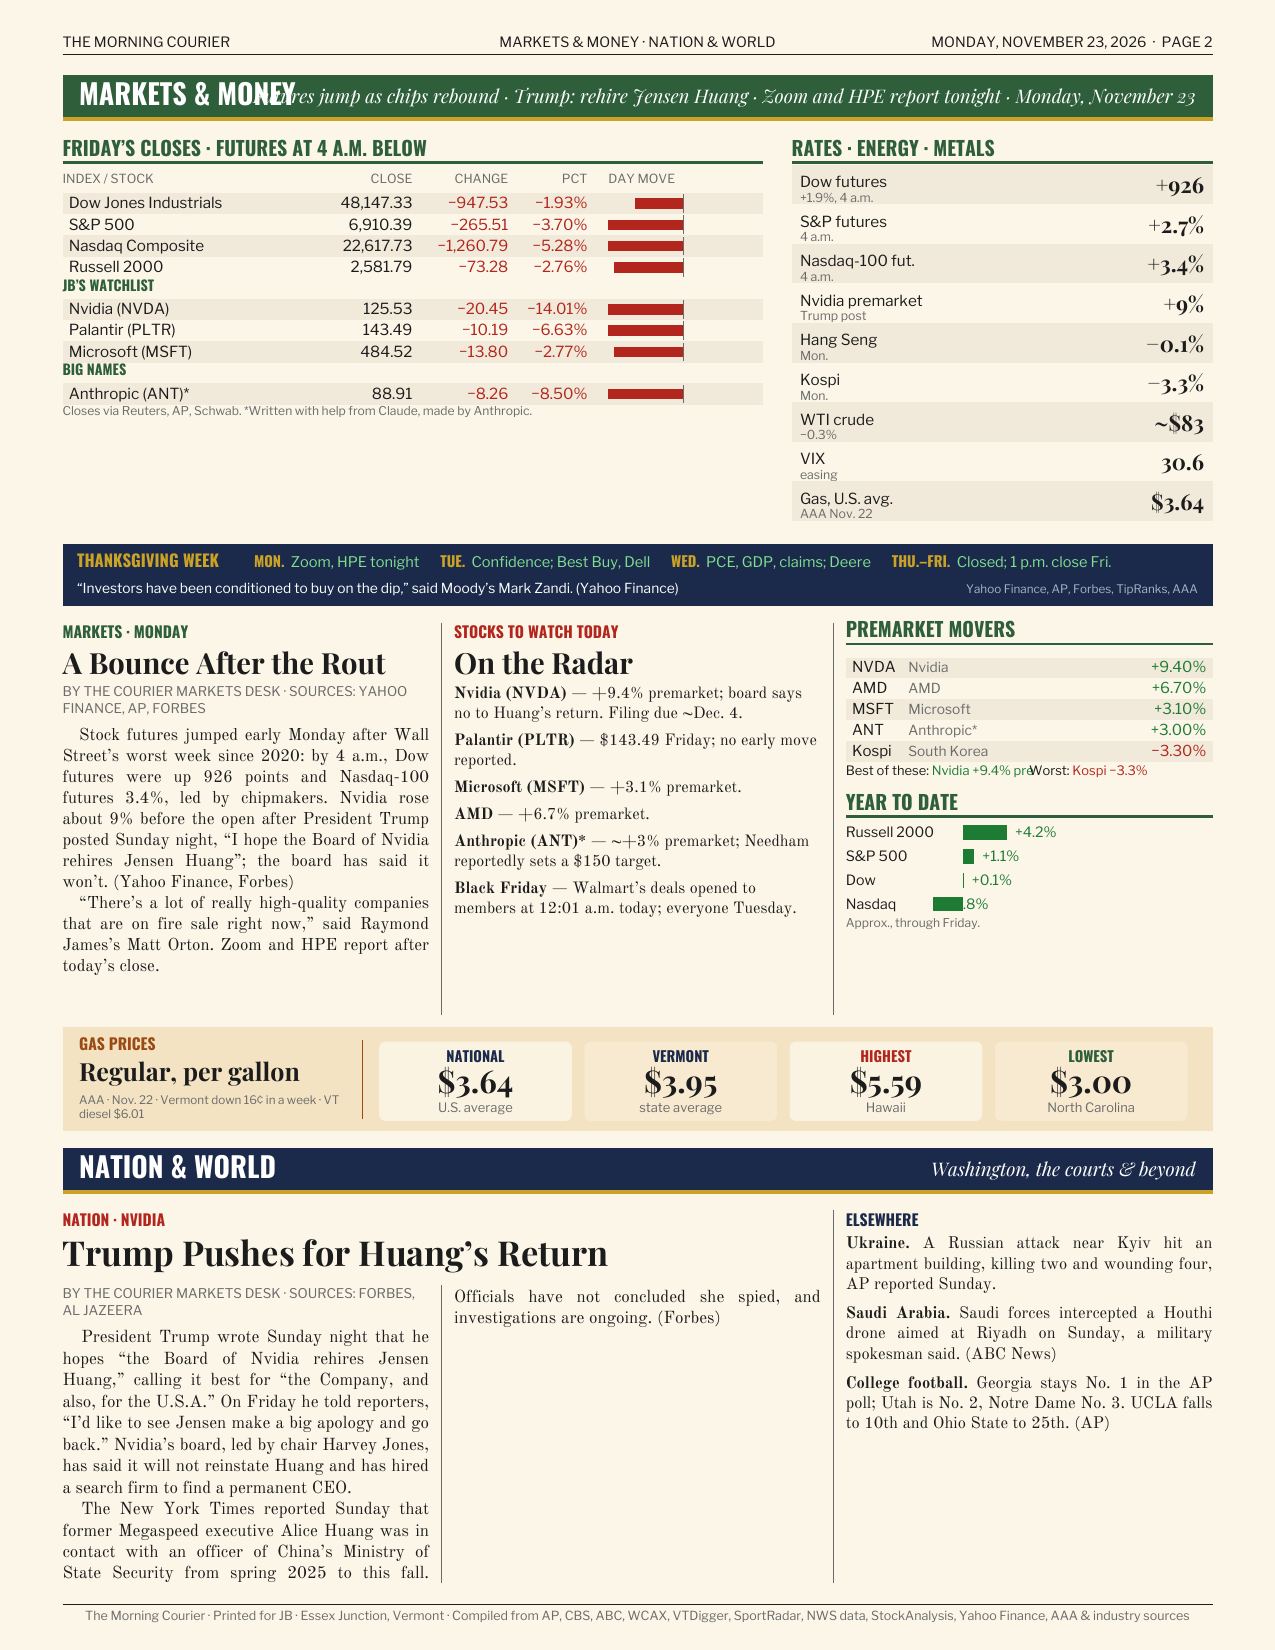 THE MORNING COURIER
MARKETS & MONEY · NATION & WORLD
MONDAY, NOVEMBER 23, 2026 · PAGE 2
MARKETS & MONEY
res jump as chips rebound · Trump: rehire Jensen Huang · Zoom and HPE report tonight · Monday, November 23
FRIDAY’S CLOSES · FUTURES AT 4 A.M. BELOW
INDEX / STOCK CLOSE CHANGE PCT DAY MOVE
Dow Jones Industrials 48,147.33 −947.53 −1.93%
S&P 500 6,910.39 −265.51 −3.70%
Nasdaq Composite 22,617.73 −1,260.79 −5.28%
Russell 2000 2,581.79 −73.28 −2.76%
JB’S WATCHLIST
Nvidia (NVDA) 125.53 −20.45 −14.01%
Palantir (PLTR) 143.49 −10.19 −6.63%
Microsoft (MSFT) 484.52 −13.80 −2.77%
BIG NAMES
Anthropic (ANT)* 88.91 −8.26 −8.50%
Closes via Reuters, AP, Schwab. *Written with help from Claude, made by Anthropic.
RATES · ENERGY · METALS
Dow futures +926
+1.9%, 4 a.m.
S&P futures +2.7%
4 a.m.
Nasdaq-100 fut. +3.4%
4 a.m.
Nvidia premarket +9%
Trump post
Hang Seng −0.1%
Mon.
Kospi −3.3%
Mon.
WTI crude ~$83
−0.3%
VIX 30.6
easing
Gas, U.S. avg. $3.64
AAA Nov. 22
THANKSGIVING WEEK MON. Zoom, HPE tonight TUE. Confidence; Best Buy, Dell WED. PCE, GDP, claims; Deere THU.–FRI. Closed; 1 p.m. close Fri.
“Investors have been conditioned to buy on the dip,” said Moody’s Mark Zandi. (Yahoo Finance)
Yahoo Finance, AP, Forbes, TipRanks, AAA
MARKETS · MONDAY
A Bounce After the Rout
BY THE COURIER MARKETS DESK · SOURCES: YAHOO
FINANCE, AP, FORBES
Stock futures jumped early Monday after Wall
Street’s worst week since 2020: by 4 a.m., Dow
futures were up 926 points and Nasdaq-100
futures 3.4%, led by chipmakers. Nvidia rose
about 9% before the open after President Trump
posted Sunday night, “I hope the Board of Nvidia
rehires Jensen Huang”; the board has said it
won’t. (Yahoo Finance, Forbes)
“There’s a lot of really high-quality companies
that are on fire sale right now,” said Raymond
James’s Matt Orton. Zoom and HPE report after
today’s close.
STOCKS TO WATCH TODAY
On the Radar
Nvidia (NVDA) — +9.4% premarket; board says
no to Huang’s return. Filing due ~Dec. 4.
Palantir (PLTR) — $143.49 Friday; no early move
reported.
Microsoft (MSFT) — +3.1% premarket.
AMD — +6.7% premarket.
Anthropic (ANT)* — ~+3% premarket; Needham
reportedly sets a $150 target.
Black Friday — Walmart’s deals opened to
members at 12:01 a.m. today; everyone Tuesday.
PREMARKET MOVERS
NVDA Nvidia +9.40%
AMD AMD +6.70%
MSFT Microsoft +3.10%
ANT Anthropic* +3.00%
Kospi South Korea −3.30%
Best of these: Nvidia +9.4% pre Worst: Kospi −3.3%
YEAR TO DATE
Russell 2000 +4.2%
S&P 500 +1.1%
Dow +0.1%
Nasdaq .8%
Approx., through Friday.
GAS PRICES
Regular, per gallon
AAA · Nov. 22 · Vermont down 16¢ in a week · VT
diesel $6.01
NATIONAL
$3.64
U.S. average
VERMONT
$3.95
state average
HIGHEST
$5.59
Hawaii
LOWEST
$3.00
North Carolina
NATION & WORLD
Washington, the courts & beyond
NATION · NVIDIA
Trump Pushes for Huang’s Return
BY THE COURIER MARKETS DESK · SOURCES: FORBES,
AL JAZEERA
President Trump wrote Sunday night that he
hopes “the Board of Nvidia rehires Jensen
Huang,” calling it best for “the Company, and
also, for the U.S.A.” On Friday he told reporters,
“I’d like to see Jensen make a big apology and go
back.” Nvidia’s board, led by chair Harvey Jones,
has said it will not reinstate Huang and has hired
a search firm to find a permanent CEO.
The New York Times reported Sunday that
former Megaspeed executive Alice Huang was in
contact with an officer of China’s Ministry of
State Security from spring 2025 to this fall.
Officials have not concluded she spied, and
investigations are ongoing. (Forbes)
ELSEWHERE
Ukraine. A Russian attack near Kyiv hit an
apartment building, killing two and wounding four,
AP reported Sunday.
Saudi Arabia. Saudi forces intercepted a Houthi
drone aimed at Riyadh on Sunday, a military
spokesman said. (ABC News)
College football. Georgia stays No. 1 in the AP
poll; Utah is No. 2, Notre Dame No. 3. UCLA falls
to 10th and Ohio State to 25th. (AP)
The Morning Courier · Printed for JB · Essex Junction, Vermont · Compiled from AP, CBS, ABC, WCAX, VTDigger, SportRadar, NWS data, StockAnalysis, Yahoo Finance, AAA & industry sources